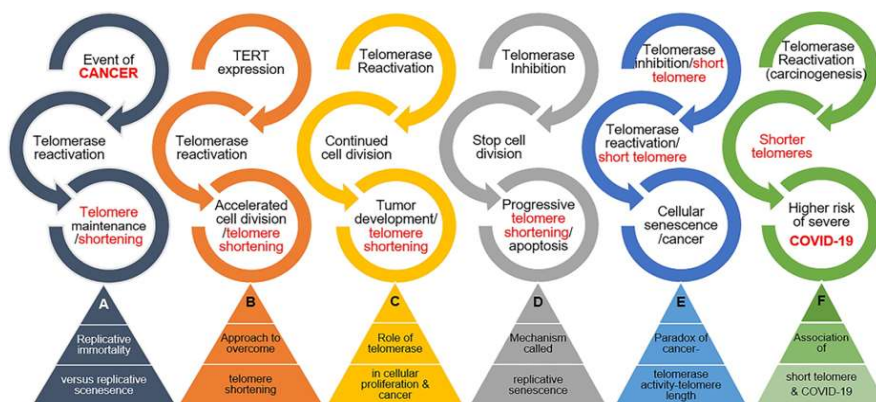 Event of
CANCER
Telomerase
reactivation
Telomere
maintenance
/shortening
A
Replicative
immortality
versus replicative
scenesence
TERT
expression
Telomerase
reactivation
Accelerated
cell division
/telomere
shortening
B
Approach to
overcome
telomere
shortening
Telomerase
Reactivation
Continued
cell division
Tumor
development/
telomere
shortening
C
Role of
telomerase
in cellular
proliferation & cancer
Telomerase
Inhibition
Stop cell
division
Progressive
telomere
shortening/
apoptosis
D
Mechanism
called
replicative senescence
Telomerase
inhibition/short
telomere
Telomerase
reactivation/
short telomere
Cellular
senescence
/cancer
E
Paradox of
cancer-
telomerase
activity-telomere
length
Telomerase
Reactivation
(carcinogenesis)
Shorter
telomeres
Higher risk
of severe
COVID-19
F
Association
of
short telomere
& COVID-19